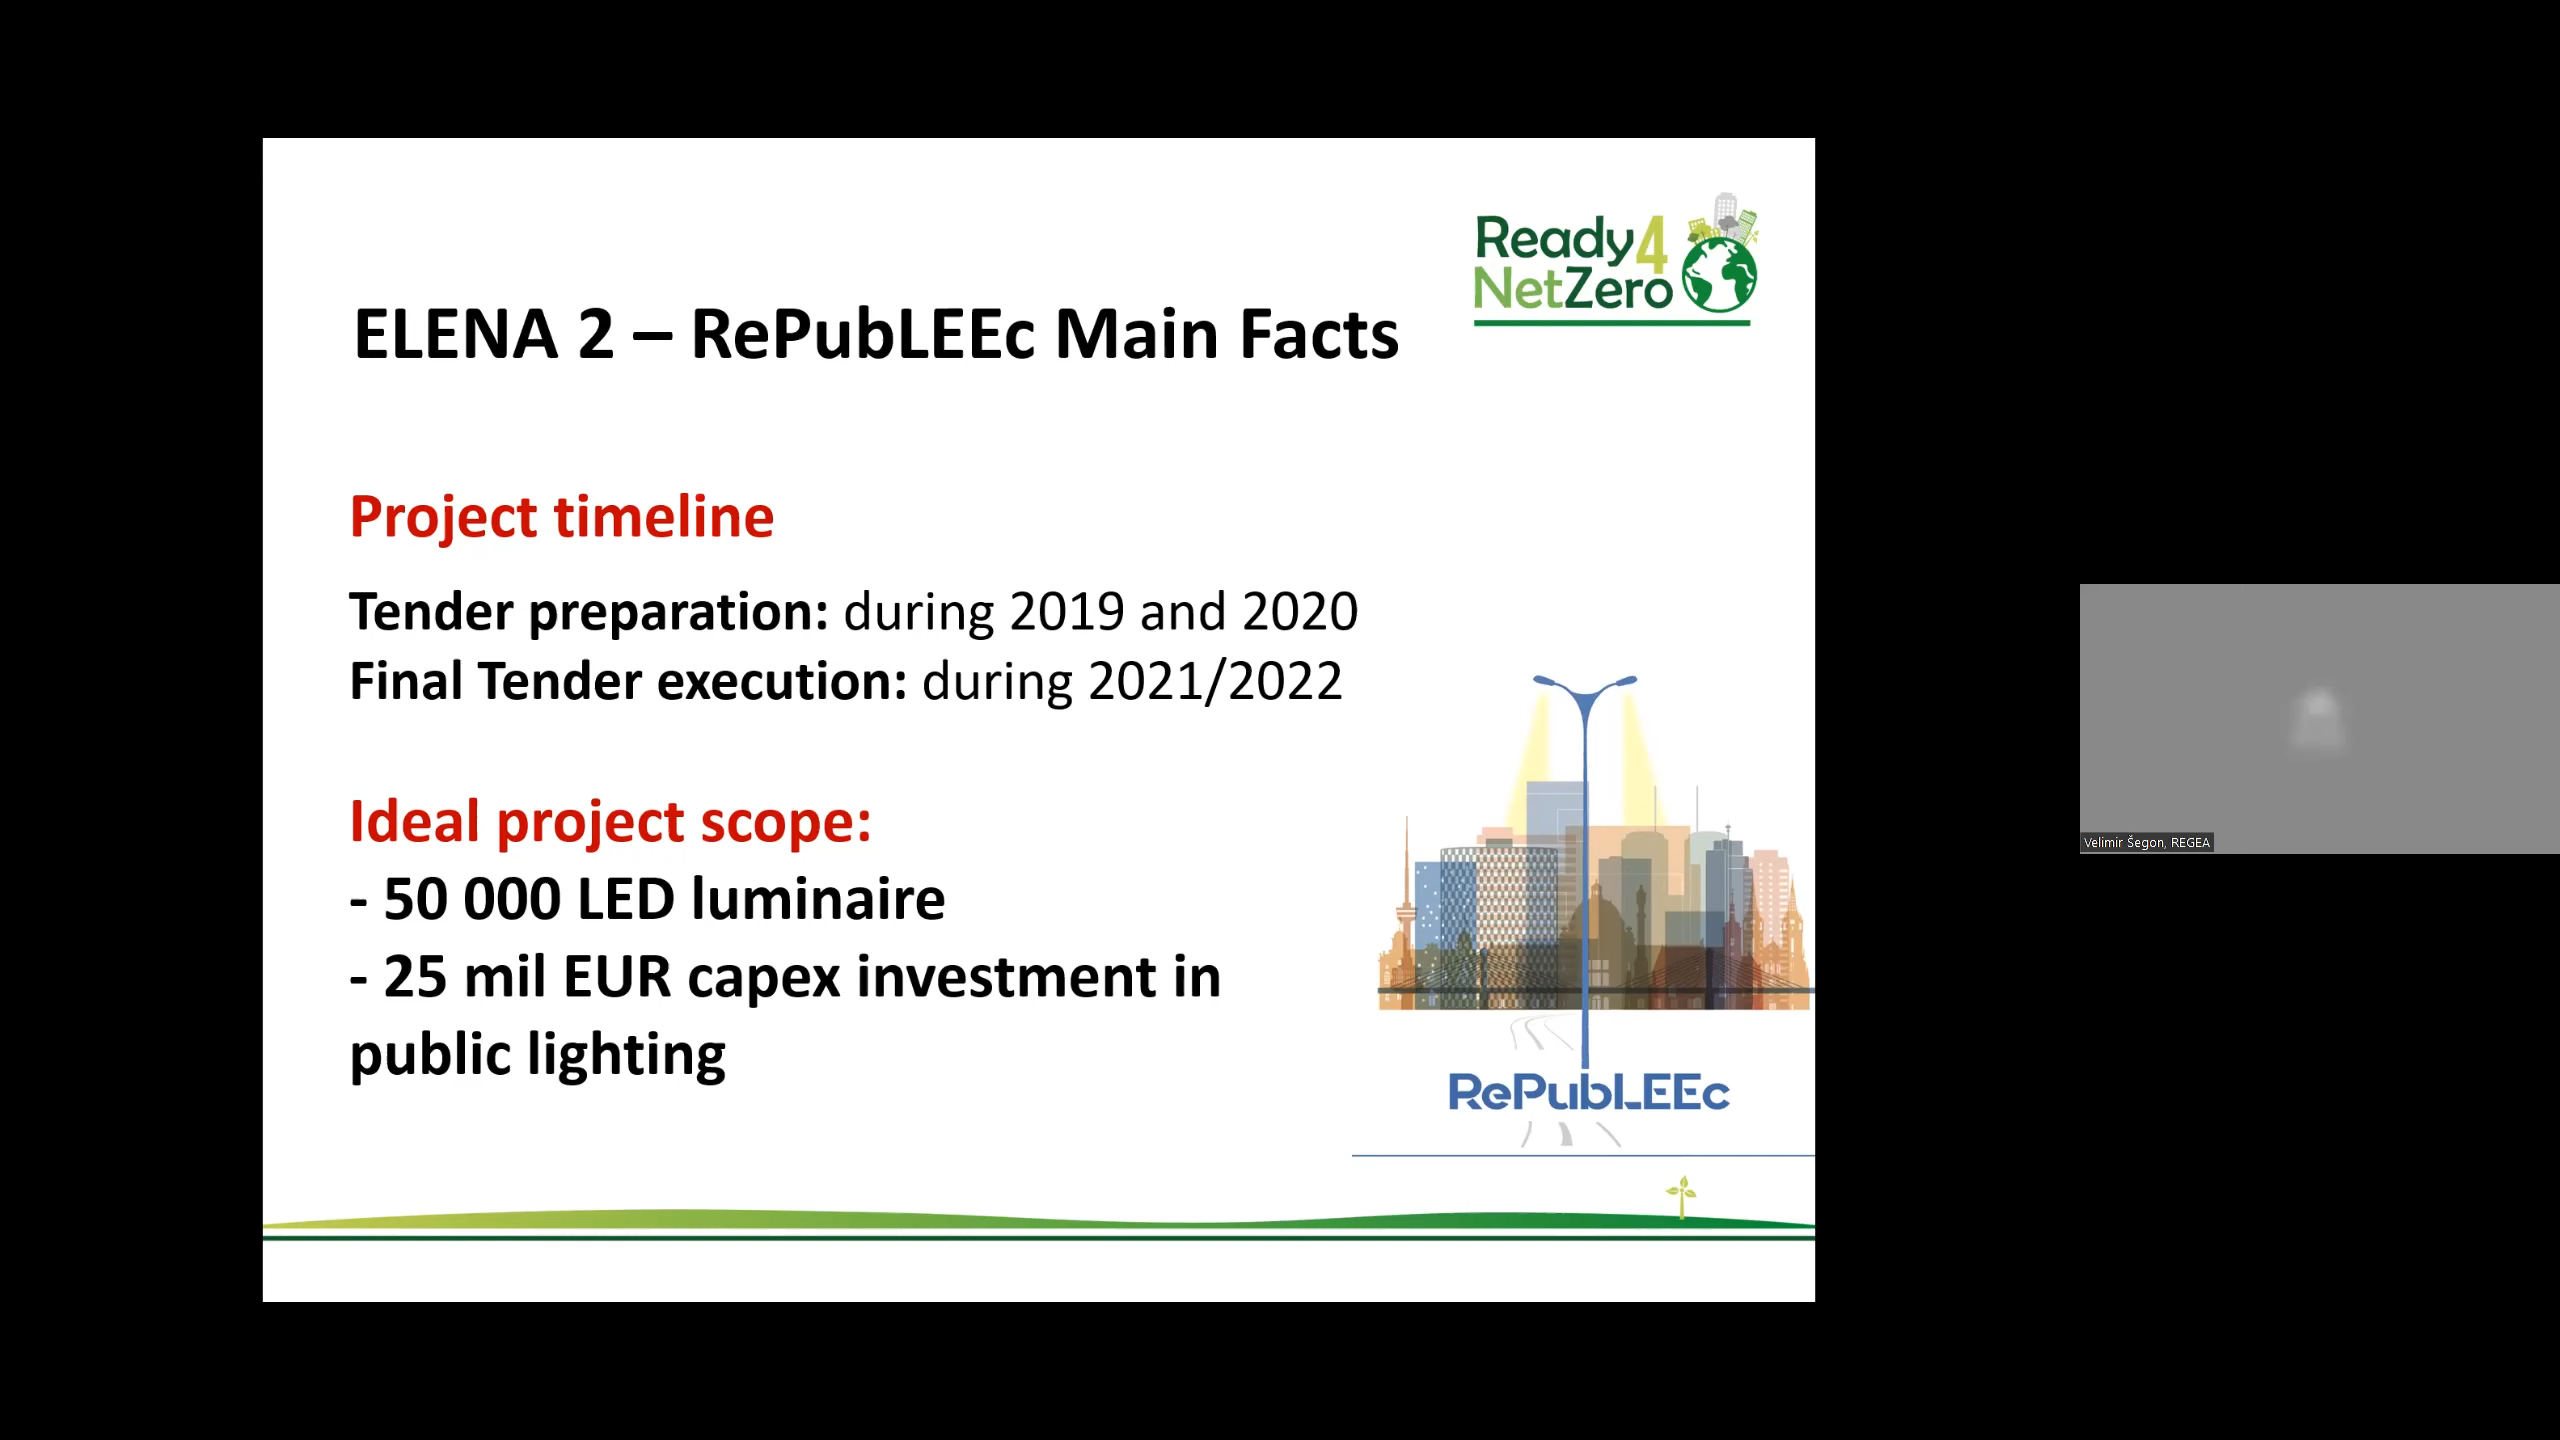 Ready4
NetZero
ELENA 2 – RePubLEEc Main Facts
Project timeline
Tender preparation: during 2019 and 2020
Final Tender execution: during 2021/2022
Ideal project scope:
- 50 000 LED luminaire
- 25 mil EUR capex investment in
public lighting
RePubLEEc
Velimir Šegon, REGEA